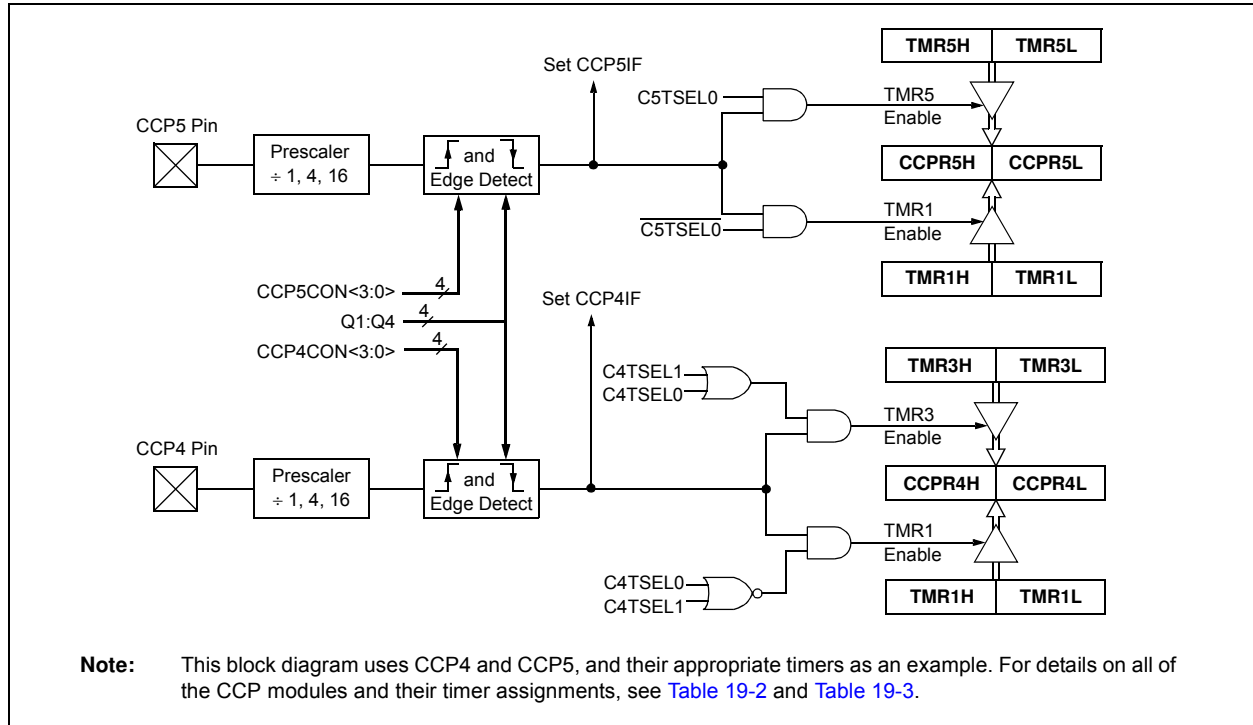 TMR5H TMR5L
Set CCP5IF
C5TSEL0
TMR5
Enable
CCP5 Pin
Prescaler
÷ 1, 4, 16
and
Edge Detect
CCPR5H CCPR5L
C5TSEL0
TMR1
Enable
TMR1H TMR1L
CCP5CON<3:0>
4
Q1:Q4
4
CCP4CON<3:0>
4
Set CCP4IF
C4TSEL1
C4TSEL0
TMR3H TMR3L
TMR3
Enable
CCP4 Pin
Prescaler
÷ 1, 4, 16
and
Edge Detect
CCPR4H CCPR4L
TMR1
Enable
C4TSEL0
C4TSEL1
TMR1H TMR1L
Note: This block diagram uses CCP4 and CCP5, and their appropriate timers as an example. For details on all of
the CCP modules and their timer assignments, see Table 19-2 and Table 19-3.